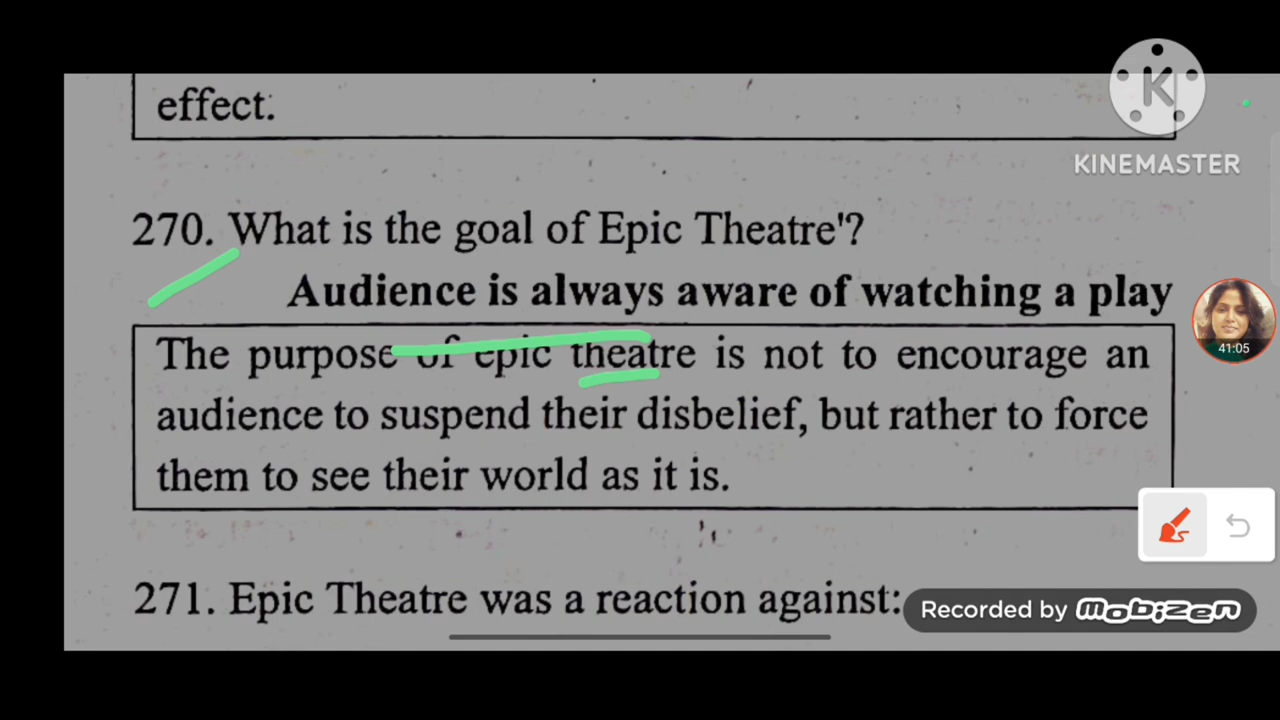 effect.
KINEMASTER
270. What is the goal of Epic Theatre'?
Audience is always aware of watching a play
The purpose of epic theatre is not to encourage an
audience to suspend their disbelief, but rather to force
them to see their world as it is.
41:05
271. Epic Theatre was a reaction against:
Recorded by mobizen